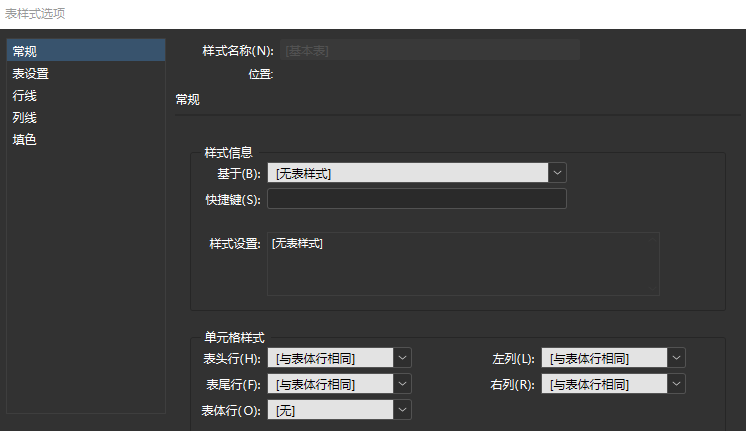 表样式选项
常规
表设置
行线
列线
填色
样式名称(N): [基本表]
位置:
常规
样式信息
基于(B): [无表样式]
快捷键(S):
样式设置: [无表样式]
单元格样式
表头行(H): [与表体行相同] 左列(L): [与表体行相同]
表尾行(F): [与表体行相同] 右列(R): [与表体行相同]
表体行(O): [无]